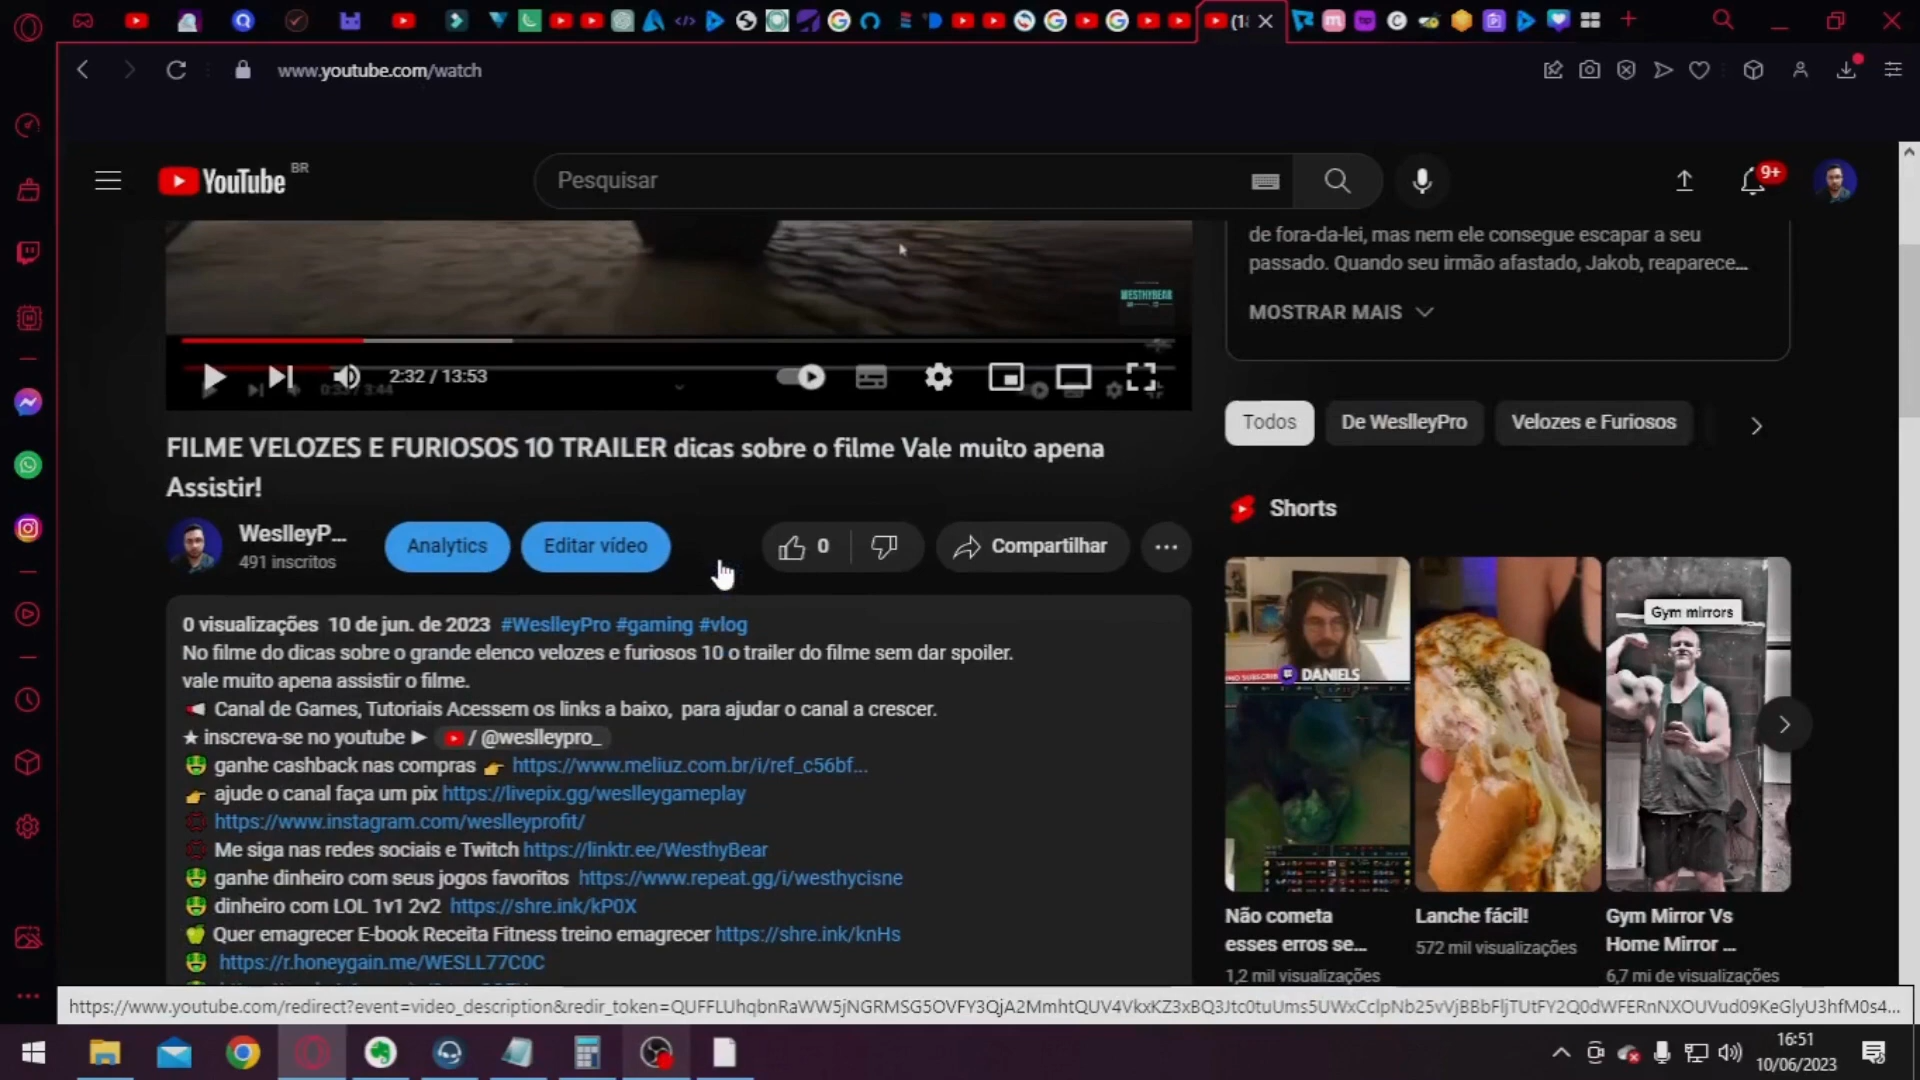 www.youtube.com/watch
YouTube BR
Pesquisar
9+
de fora-da-lei, mas nem ele consegue escapar a seu
passado. Quando seu irmão afastado, Jakob, reaparece...
MOSTRAR MAIS
WESTHYBEAR
2:32 / 13:53
0:33 / 3:44
FILME VELOZES E FURIOSOS 10 TRAILER dicas sobre o filme Vale muito apena
Assistir!
WeslleyP...
491 inscritos
Analytics
Editar vídeo
0
Compartilhar
0 visualizações 10 de jun. de 2023 #WeslleyPro #gaming #vlog
No filme do dicas sobre o grande elenco velozes e furiosos 10 o trailer do filme sem dar spoiler.
vale muito apena assistir o filme.
Canal de Games, Tutoriais Acessem os links a baixo, para ajudar o canal a crescer.
★ inscreva-se no youtube ► / @weslleypro_
ganhe cashback nas compras 👉 https://www.meliuz.com.br/i/ref_c56bf...
👉 ajude o canal faça um pix https://livepix.gg/weslleygameplay
https://www.instagram.com/weslleyprofit/
Me siga nas redes sociais e Twitch https://linktr.ee/WesthyBear
ganhe dinheiro com seus jogos favoritos https://www.repeat.gg/i/westhycisne
dinheiro com LOL 1v1 2v2 https://shre.ink/kP0X
Quer emagrecer E-book Receita Fitness treino emagrecer https://shre.ink/knHs
https://r.honeygain.me/WESLL77C0C
Todos
De WeslleyPro
Velozes e Furiosos
Shorts
DANIELS
Gym mirrors
Não cometa
esses erros se...
1,2 mil visualizações
Lanche fácil!
572 mil visualizações
Gym Mirror Vs
Home Mirror ...
6,7 mi de visualizações
16:51
10/06/2023